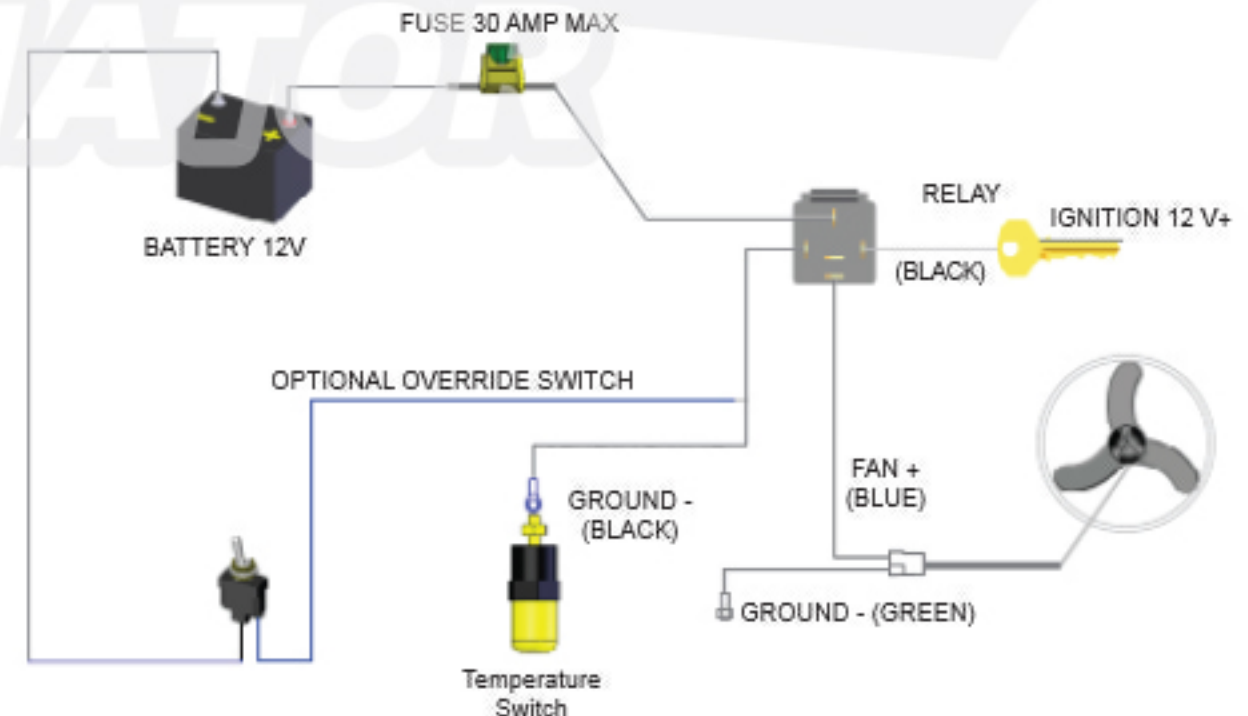 FUSE 30 AMP MAX
BATTERY 12V
RELAY
IGNITION 12 V+
(BLACK)
OPTIONAL OVERRIDE SWITCH
FAN +
(BLUE)
GROUND -
(BLACK)
GROUND - (GREEN)
Temperature
Switch